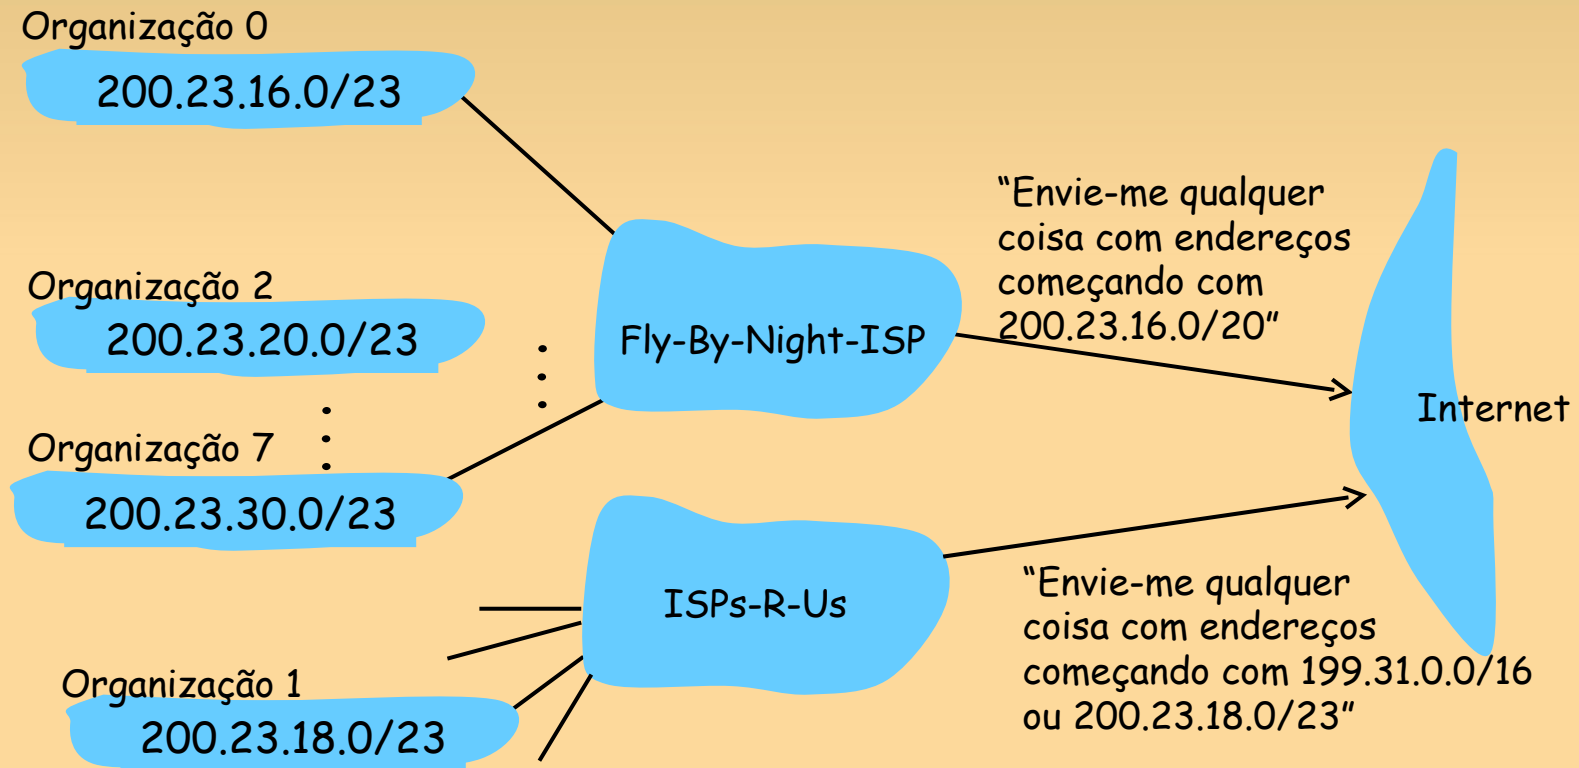 Organização 0
200.23.16.0/23
Organização 2
200.23.20.0/23
Organização 7
200.23.30.0/23
Fly-By-Night-ISP
“Envie-me qualquer
coisa com endereços
começando com
200.23.16.0/20”
Internet
ISPs-R-Us
Organização 1
200.23.18.0/23
“Envie-me qualquer
coisa com endereços
começando com 199.31.0.0/16
ou 200.23.18.0/23”